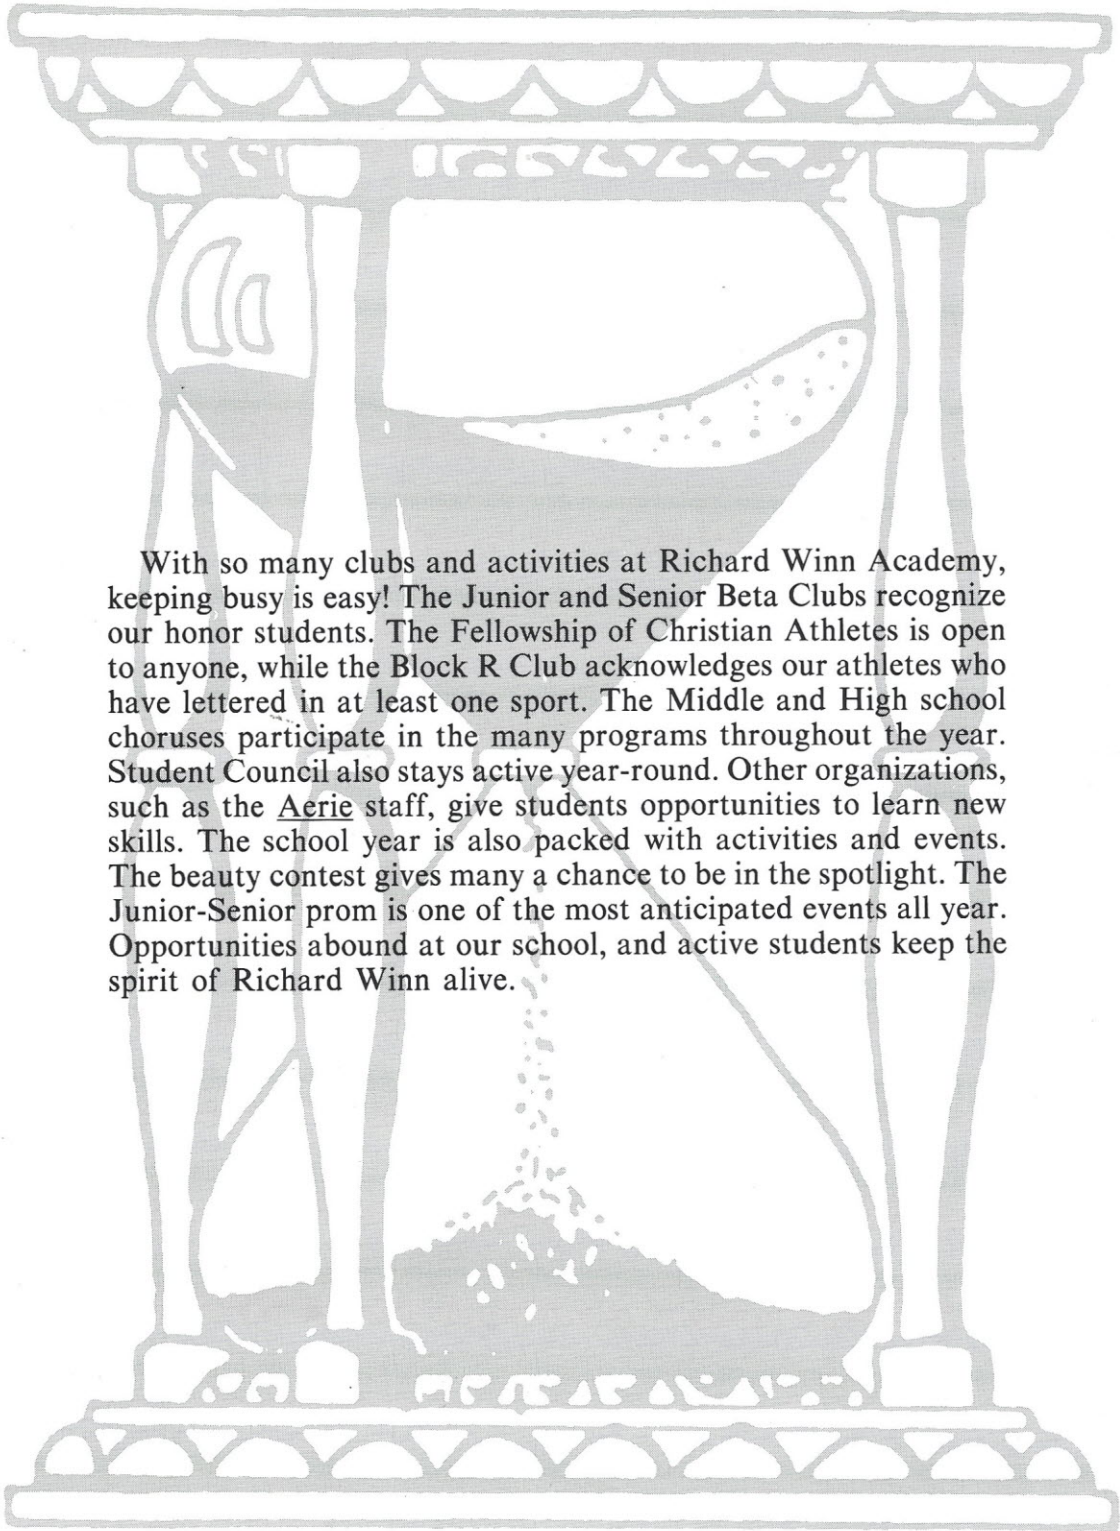 With so many clubs and activities at Richard Winn Academy,
keeping busy is easy! The Junior and Senior Beta Clubs recognize
our honor students. The Fellowship of Christian Athletes is open
to anyone, while the Block R Club acknowledges our athletes who
have lettered in at least one sport. The Middle and High school
choruses participate in the many programs throughout the year.
Student Council also stays active year-round. Other organizations,
such as the Aerie staff, give students opportunities to learn new
skills. The school year is also packed with activities and events.
The beauty contest gives many a chance to be in the spotlight. The
Junior-Senior prom is one of the most anticipated events all year.
Opportunities abound at our school, and active students keep the
spirit of Richard Winn alive.